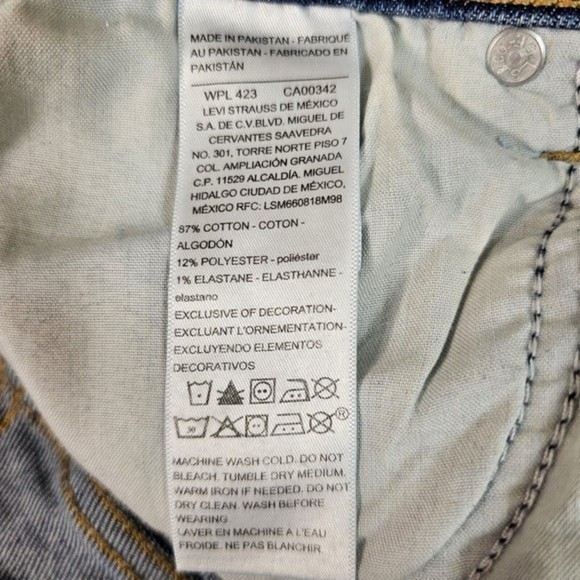 MADE IN PAKISTAN - FABRIQUÉ
AU PAKISTAN - FABRICADO EN
PAKISTÁN
WPL 423 CA00342
LEVI STRAUSS DE MÉXICO
S.A. DE C.V.BLVD. MIGUEL DE
CERVANTES SAAVEDRA
NO. 301, TORRE NORTE PISO 7
COL. AMPLIACIÓN GRANADA
C.P. 11529 ALCALDÍA. MIGUEL
HIDALGO CIUDAD DE MÉXICO,
MÉXICO RFC: LSM660818M98
87% COTTON - COTON -
ALGODÓN
12% POLYESTER - poliéster
1% ELASTANE - ELASTHANNE -
elastano
EXCLUSIVE OF DECORATION-
EXCLUANT L'ORNEMENTATION-
EXCLUYENDO ELEMENTOS
DECORATIVOS
30 ®
MACHINE WASH COLD. DO NOT
BLEACH. TUMBLE DRY MEDIUM.
WARM IRON IF NEEDED. DO NOT
DRY CLEAN. WASH BEFORE
WEARING
LAVER EN MACHINE A L'EAU
FROIDE. NE PAS BLANCHIR.